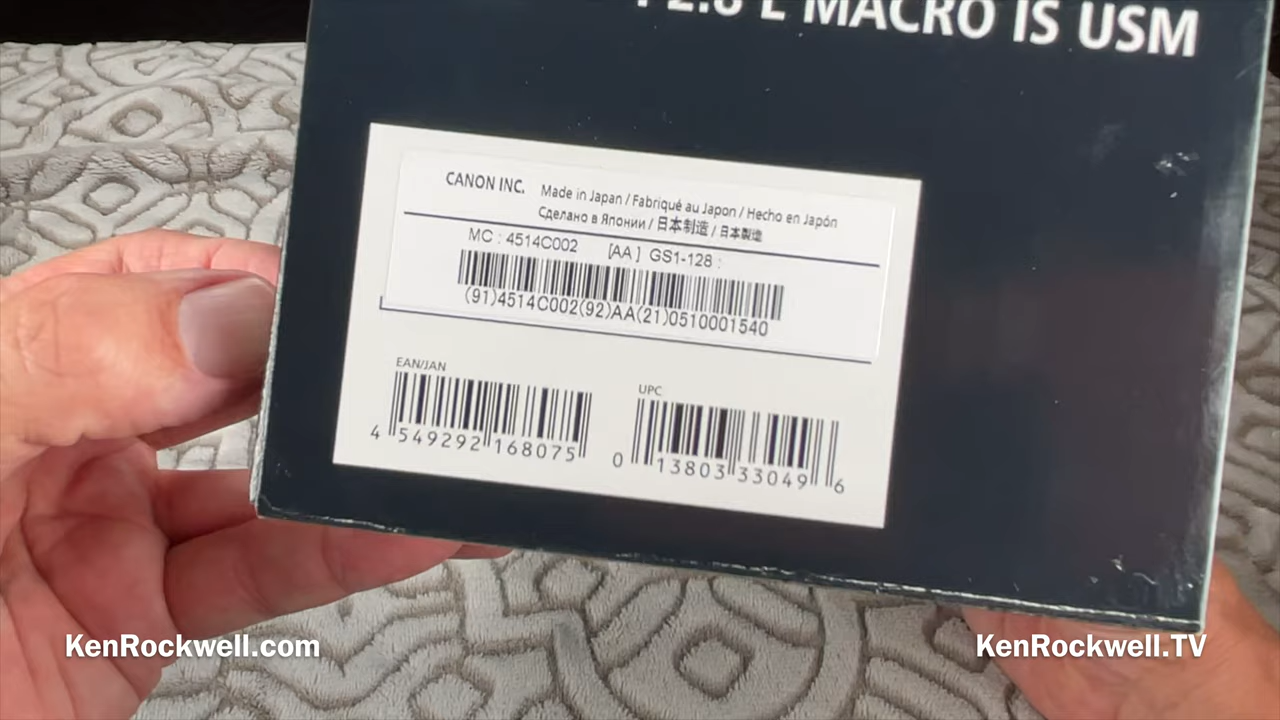 F2.8 L MACRO IS USM
CANON INC. Made in Japan / Fabriqué au Japon / Hecho en Japón
Сделано в Японии / 日本制造 / 日本製造
MC : 4514C002 [AA ] GS1-128 :
(91)4514C002(92)AA(21)0510001540
EAN/JAN
4 549292 168075
UPC
0 13803 33049 6
KenRockwell.com
KenRockwell.TV